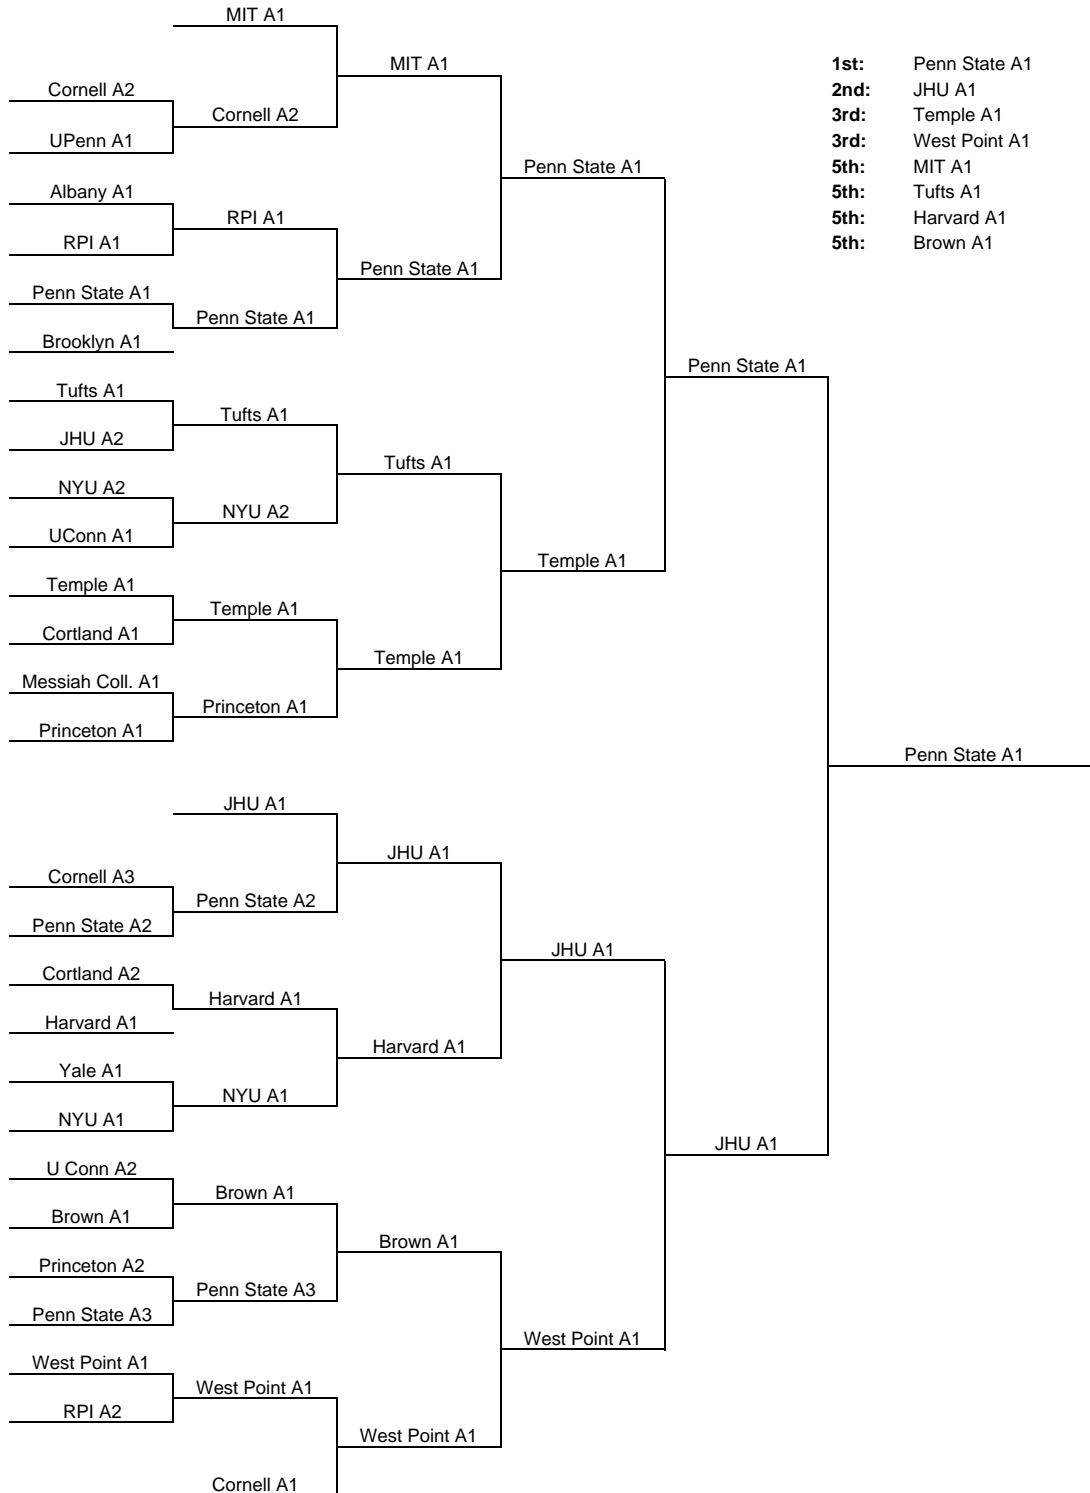 MIT A1
MIT A1
1st: Penn State A1
Cornell A2
2nd: JHU A1
Cornell A2
3rd: Temple A1
UPenn A1
3rd: West Point A1
Penn State A1
5th: MIT A1
Albany A1
5th: Tufts A1
RPI A1
5th: Harvard A1
RPI A1
5th: Brown A1
Penn State A1
Penn State A1
Penn State A1
Brooklyn A1
Penn State A1
Tufts A1
Tufts A1
JHU A2
Tufts A1
NYU A2
NYU A2
UConn A1
Temple A1
Temple A1
Temple A1
Cortland A1
Temple A1
Messiah Coll. A1
Princeton A1
Princeton A1
Penn State A1
JHU A1
JHU A1
Cornell A3
Penn State A2
Penn State A2
JHU A1
Cortland A2
Harvard A1
Harvard A1
Harvard A1
Yale A1
NYU A1
NYU A1
JHU A1
U Conn A2
Brown A1
Brown A1
Brown A1
Princeton A2
Penn State A3
Penn State A3
West Point A1
West Point A1
West Point A1
RPI A2
West Point A1
Cornell A1